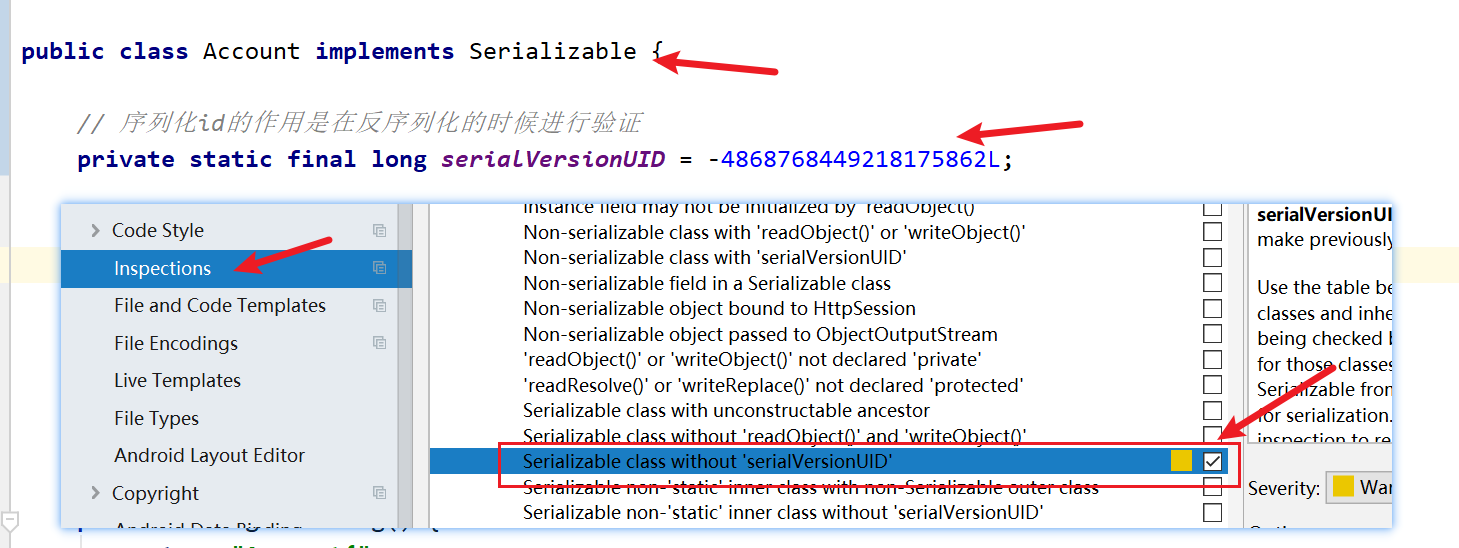 public class Account implements Serializable {
// 序列化id的作用是在反序列化的时候进行验证
private static final long serialVersionUID = -4868768449218175862L;
Code Style
Inspections
File and Code Templates
File Encodings
Live Templates
File Types
Android Layout Editor
Copyright
Android Data Binding
Instance field may not be initialized by 'readObject()'
Non-serializable class with 'readObject()' or 'writeObject()'
Non-serializable class with 'serialVersionUID'
Non-serializable field in a Serializable class
Non-serializable object bound to HttpSession
Non-serializable object passed to ObjectOutputStream
'readObject()' or 'writeObject()' not declared 'private'
'readResolve()' or 'writeReplace()' not declared 'protected'
Serializable class with unconstructable ancestor
Serializable class without 'readObject()' and 'writeObject()'
Serializable class without 'serialVersionUID'
Serializable non-'static' inner class with non-Serializable outer class
Serializable non-'static' inner class without 'serialVersionUID'
serialVersionUI
make previously
Use the table be
classes and inhe
being checked b
for those classes
Serializable fron
for serialization.
inspection to re
Severity: War
() {